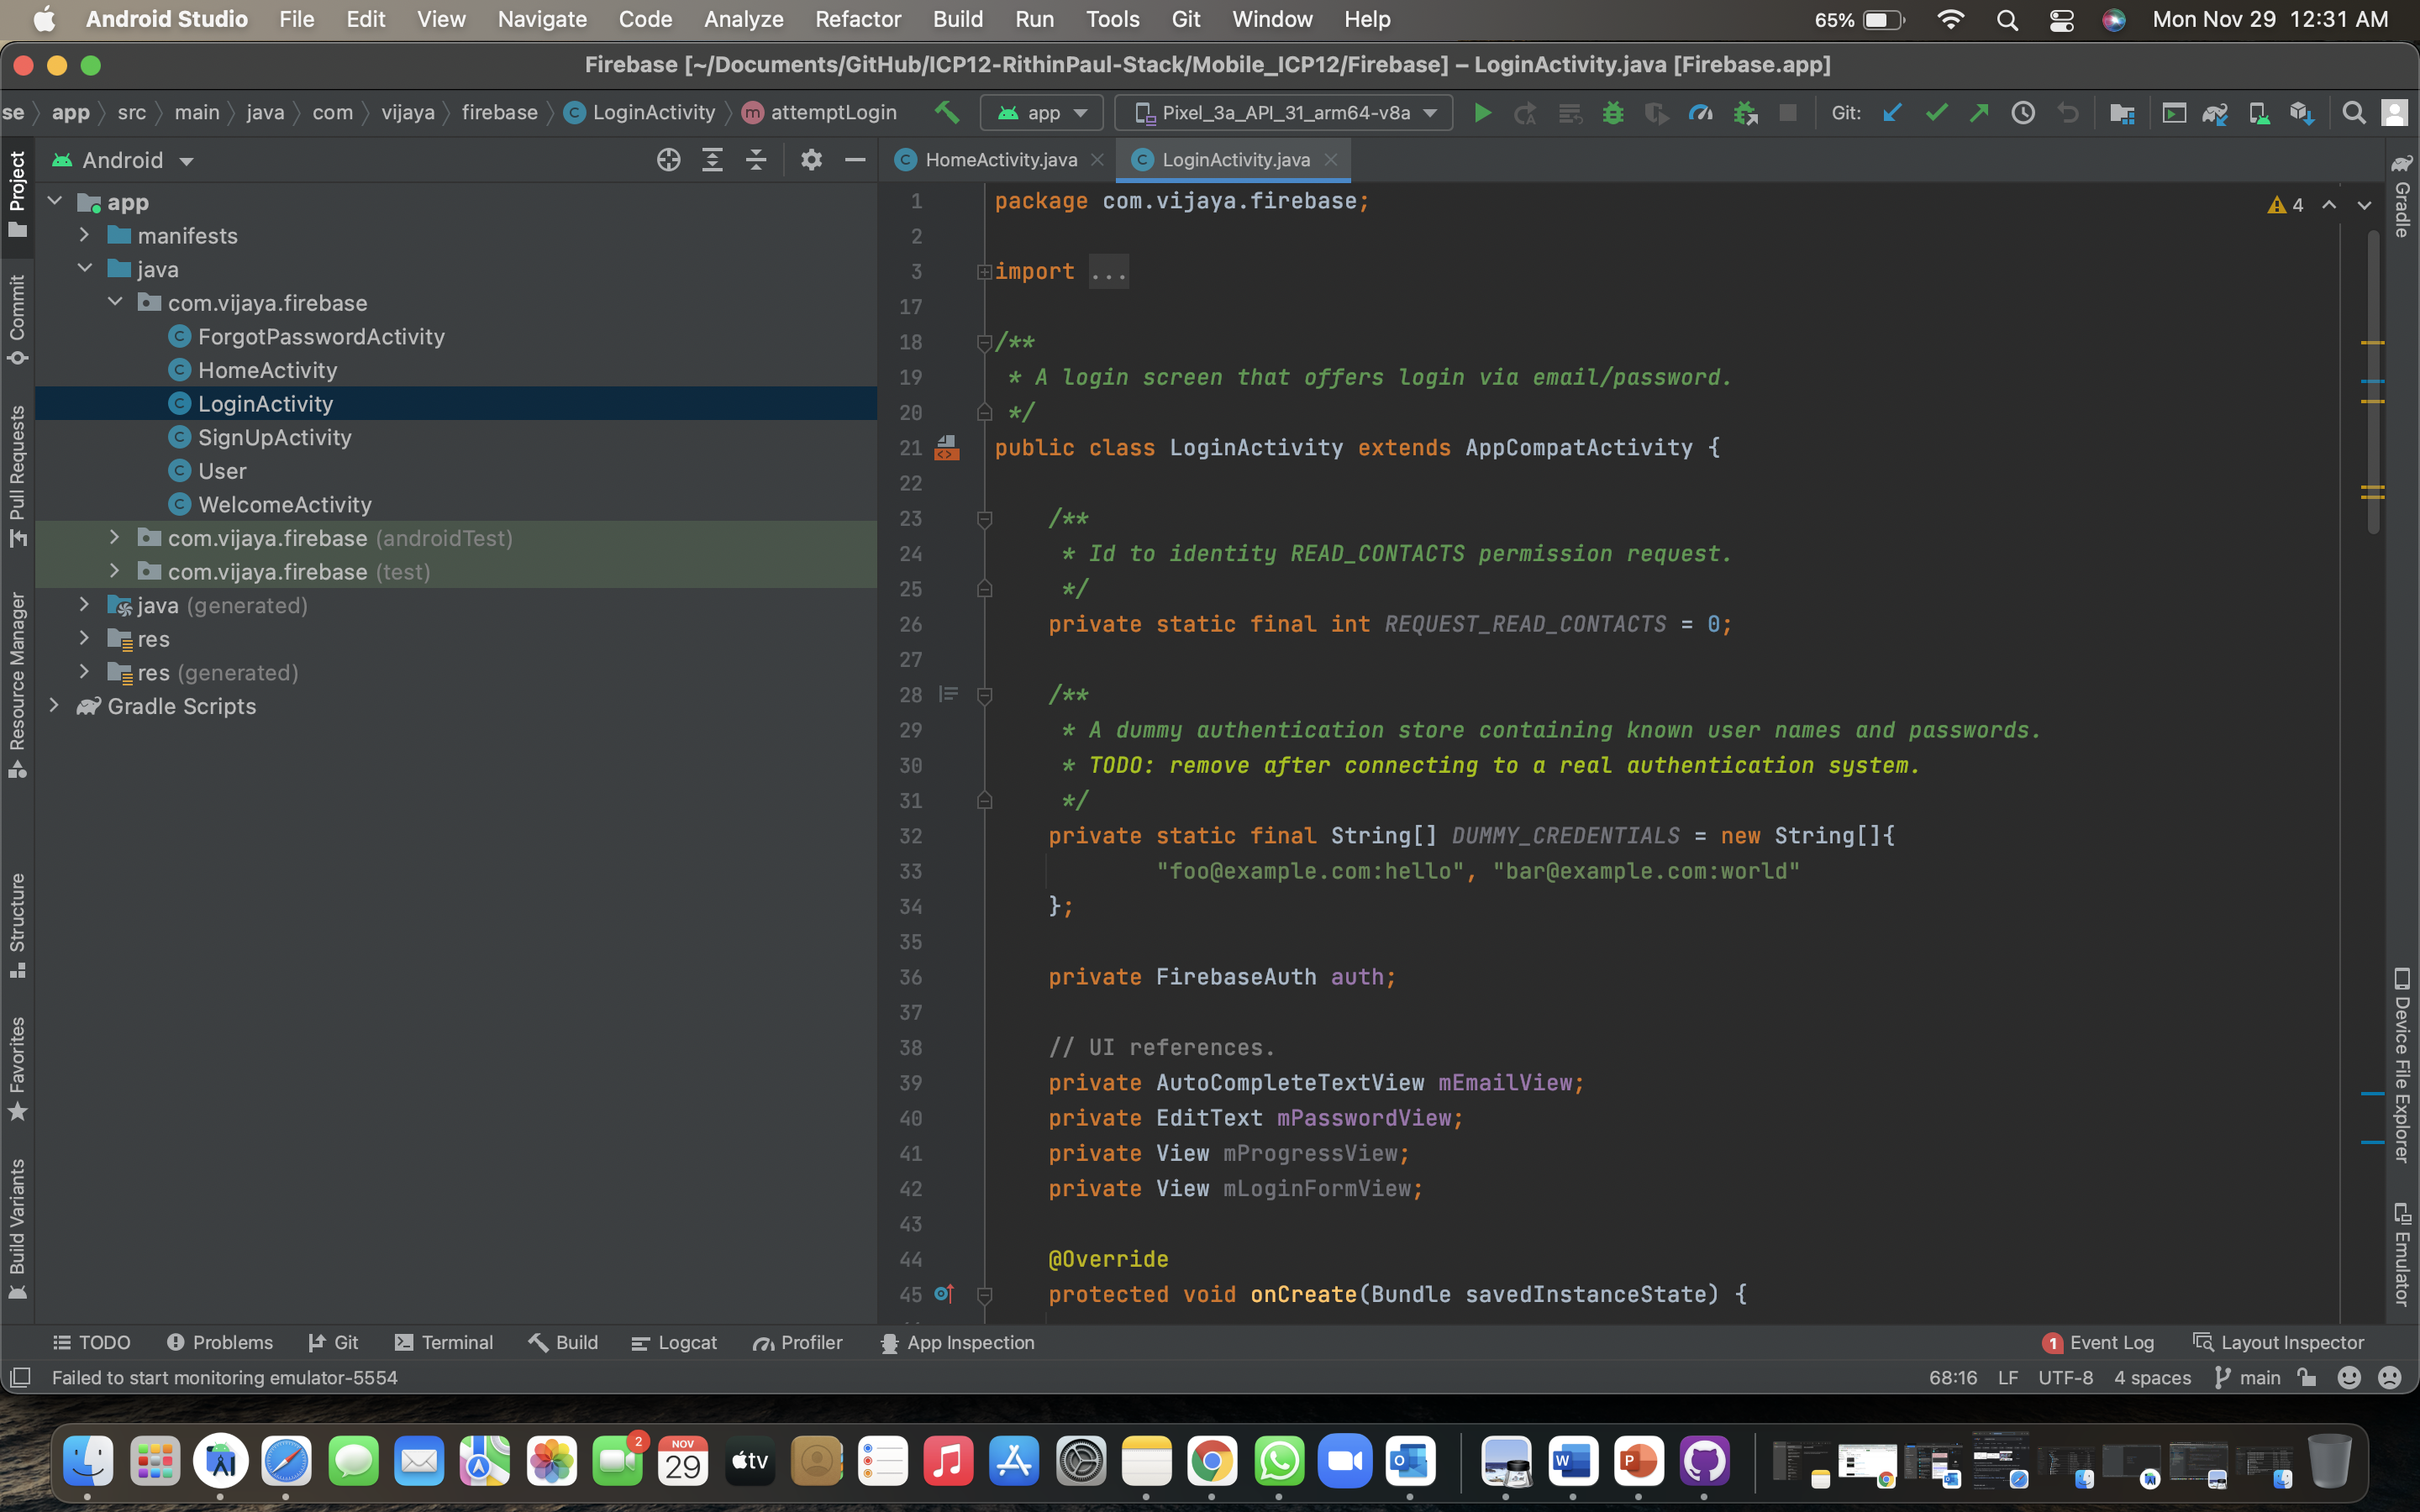 Android Studio File Edit View Navigate Code Analyze Refactor Build Run Tools Git Window Help 65% Mon Nov 29 12:31 AM
Firebase [~/Documents/GitHub/ICP12-RithinPaul-Stack/Mobile_ICP12/Firebase] – LoginActivity.java [Firebase.app]
se app src main java com vijaya firebase LoginActivity attemptLogin app Pixel_3a_API_31_arm64-v8a Git:
Android
HomeActivity.java LoginActivity.java
app
manifests
java
com.vijaya.firebase
ForgotPasswordActivity
HomeActivity
LoginActivity
SignUpActivity
User
WelcomeActivity
com.vijaya.firebase (androidTest)
com.vijaya.firebase (test)
java (generated)
res
res (generated)
Gradle Scripts
Project
Commit
Pull Requests
Resource Manager
Structure
Favorites
Build Variants
4
1 package com.vijaya.firebase;
2
3 import ...
17
18 /**
19 * A login screen that offers login via email/password.
20 */
21 public class LoginActivity extends AppCompatActivity {
22
23 /**
24 * Id to identity READ_CONTACTS permission request.
25 */
26 private static final int REQUEST_READ_CONTACTS = 0;
27
28 /**
29 * A dummy authentication store containing known user names and passwords.
30 * TODO: remove after connecting to a real authentication system.
31 */
32 private static final String[] DUMMY_CREDENTIALS = new String[]{
33 "foo@example.com:hello", "bar@example.com:world"
34 };
35
36 private FirebaseAuth auth;
37
38 // UI references.
39 private AutoCompleteTextView mEmailView;
40 private EditText mPasswordView;
41 private View mProgressView;
42 private View mLoginFormView;
43
44 @Override
45 protected void onCreate(Bundle savedInstanceState) {
Gradle
Device File Explorer
Emulator
TODO Problems Git Terminal Build Logcat Profiler App Inspection 1 Event Log Layout Inspector
Failed to start monitoring emulator-5554 68:16 LF UTF-8 4 spaces main
2
NOV
29
tv
W
P
O